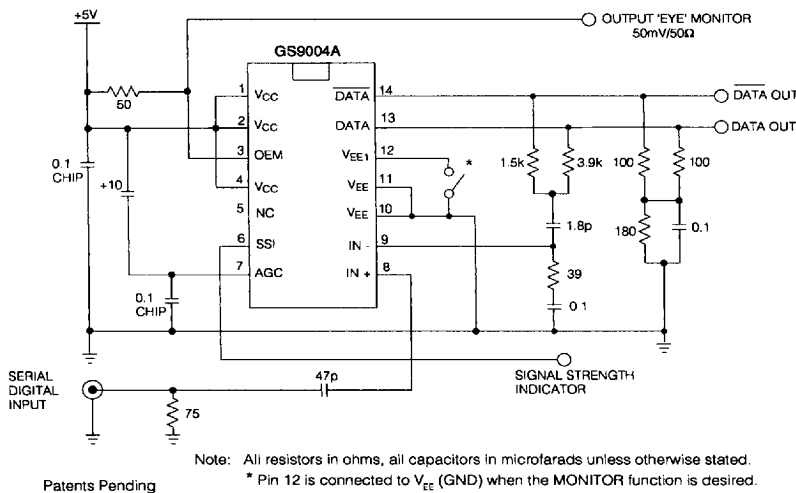 +5V
OUTPUT 'EYE' MONITOR
50mV/50Ω
GS9004A
50
1 VCC
2 VCC
3 OEM
4 VCC
5 NC
6 SSI
7 AGC
DATA 14
DATA 13
VEE1 12
VEE 11
VEE 10
IN - 9
IN + 8
*
DATA OUT
DATA OUT
1.5k
3.9k
100
100
0.1
CHIP
+10
1.8p
180
0.1
39
0 1
0.1
CHIP
SERIAL
DIGITAL
INPUT
47p
75
SIGNAL STRENGTH
INDICATOR
Note: All resistors in ohms, all capacitors in microfarads unless otherwise stated.
* Pin 12 is connected to VEE (GND) when the MONITOR function is desired.
Patents Pending